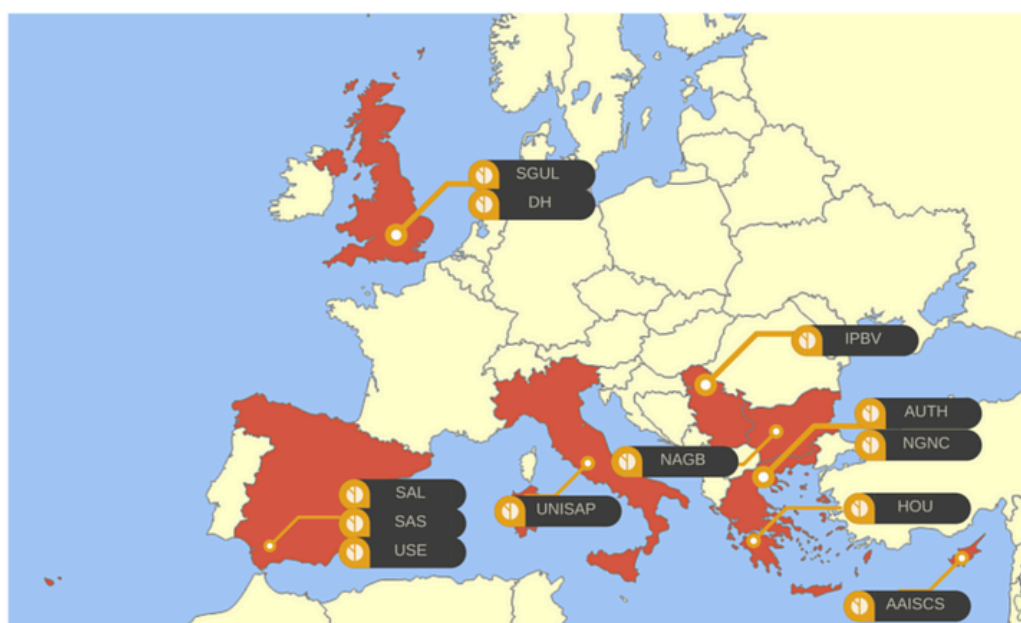 SGUL
DH
IPBV
AUTH
NGNC
NAGB
SAL
SAS
USE
UNISAP
HOU
AAISCS